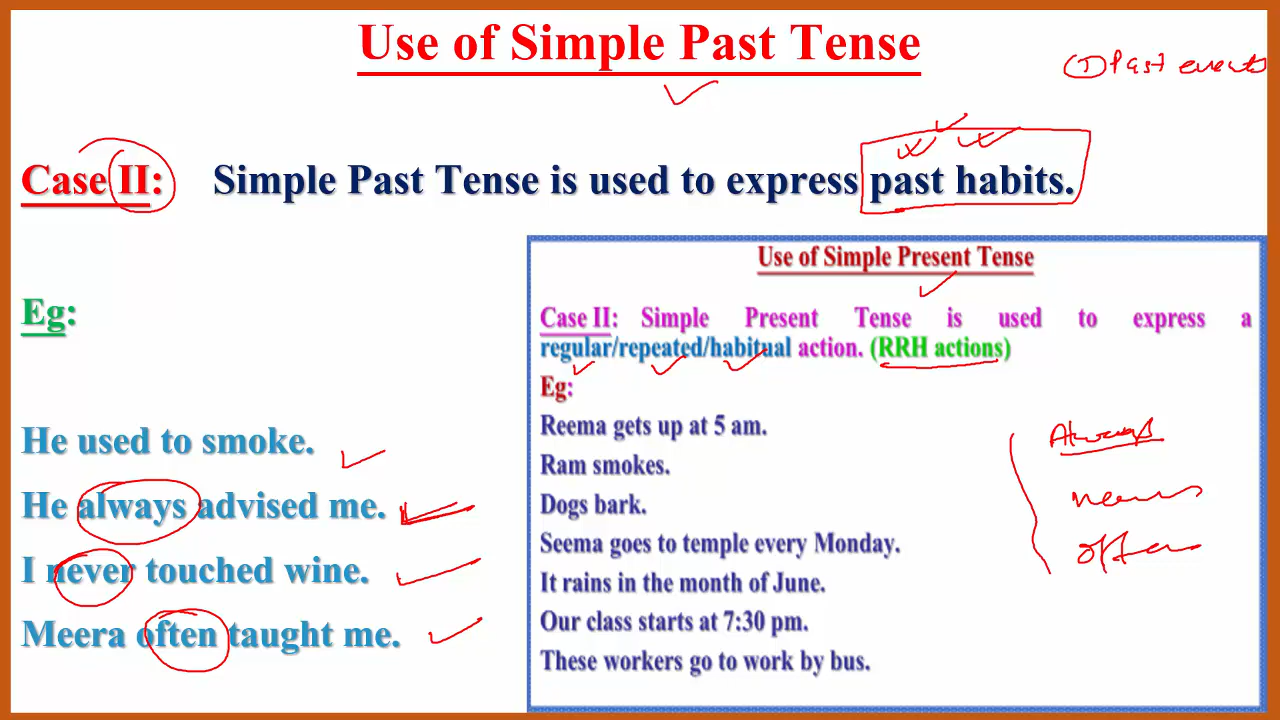 Use of Simple Past Tense
(I) Past events
Case II: Simple Past Tense is used to express past habits.
Eg:
He used to smoke.
He always advised me.
I never touched wine.
Meera often taught me.
Use of Simple Present Tense
Case II: Simple Present Tense is used to express a
regular/repeated/habitual action. (RRH actions)
Eg:
Reema gets up at 5 am.
Ram smokes.
Dogs bark.
Seema goes to temple every Monday.
It rains in the month of June.
Our class starts at 7:30 pm.
These workers go to work by bus.
Always
never
often